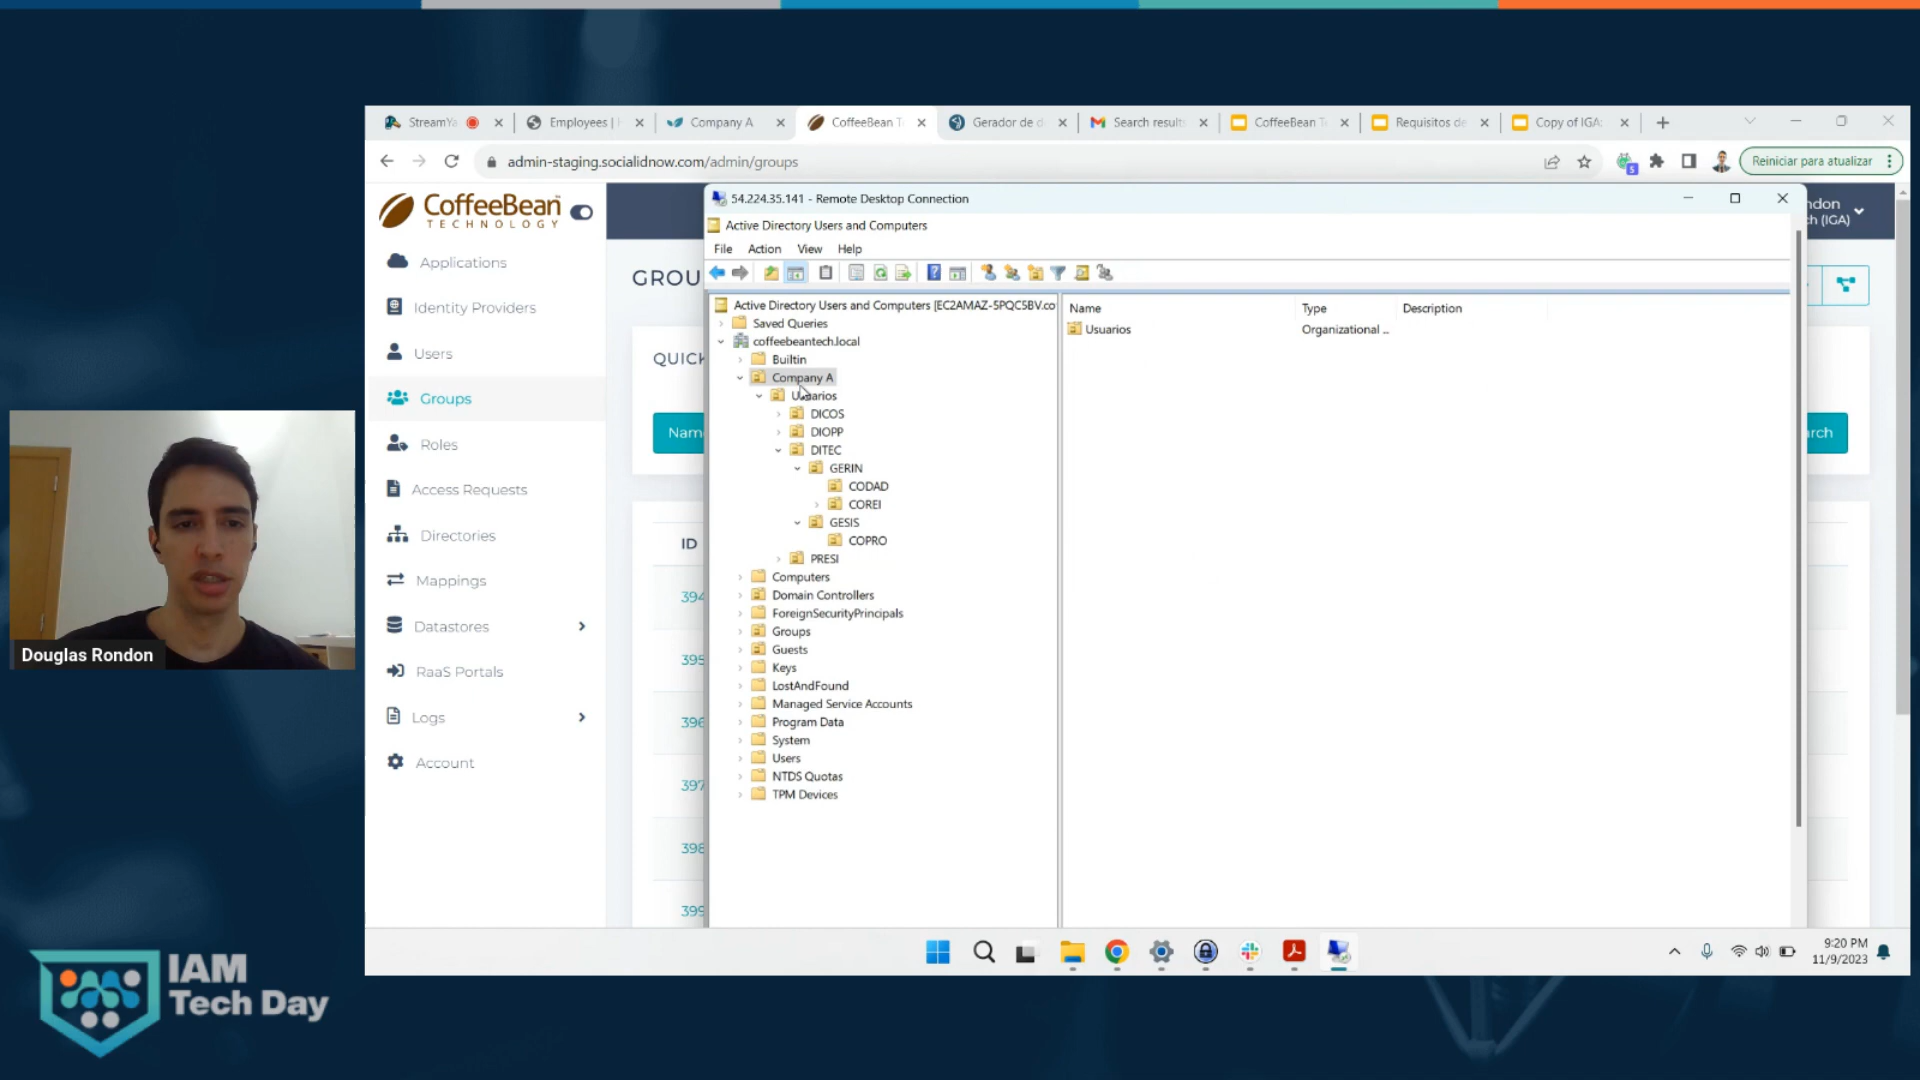 StreamYa
Employees |
Company A
CoffeeBean T
Gerador de d
Search results
CoffeeBean T
Requisitos de
Copy of IGA:
admin-staging.socialidnow.com/admin/groups
Reiniciar para atualizar
CoffeeBean
TECHNOLOGY
Applications
Identity Providers
Users
Groups
Roles
Access Requests
Directories
Mappings
Datastores
RaaS Portals
Logs
Account
GROU
QUICK
Nam
ID
394
395
396
397
398
399
ndon
h (IGA)
arch
54.224.35.141 - Remote Desktop Connection
Active Directory Users and Computers
File Action View Help
Active Directory Users and Computers [EC2AMAZ-5PQC5BV.co
Saved Queries
coffeebeantech.local
Builtin
Company A
Usuarios
DICOS
DIOPP
DITEC
GERIN
CODAD
COREI
GESIS
COPRO
PRESI
Computers
Domain Controllers
ForeignSecurityPrincipals
Groups
Guests
Keys
LostAndFound
Managed Service Accounts
Program Data
System
Users
NTDS Quotas
TPM Devices
Name Type Description
Usuarios Organizational ...
9:20 PM
11/9/2023
Douglas Rondon
IAM
Tech Day